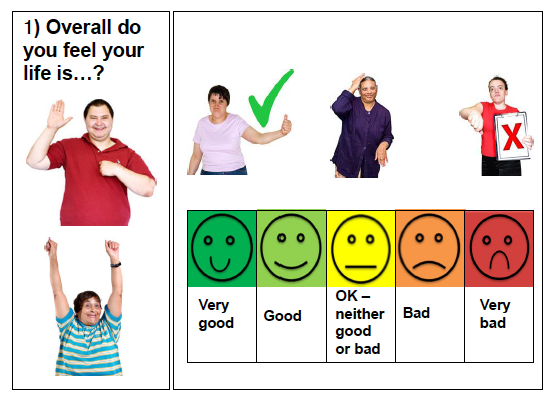 1) Overall do
you feel your
life is…?
X
Very
good
Good
OK –
neither
good
or bad
Bad
Very
bad